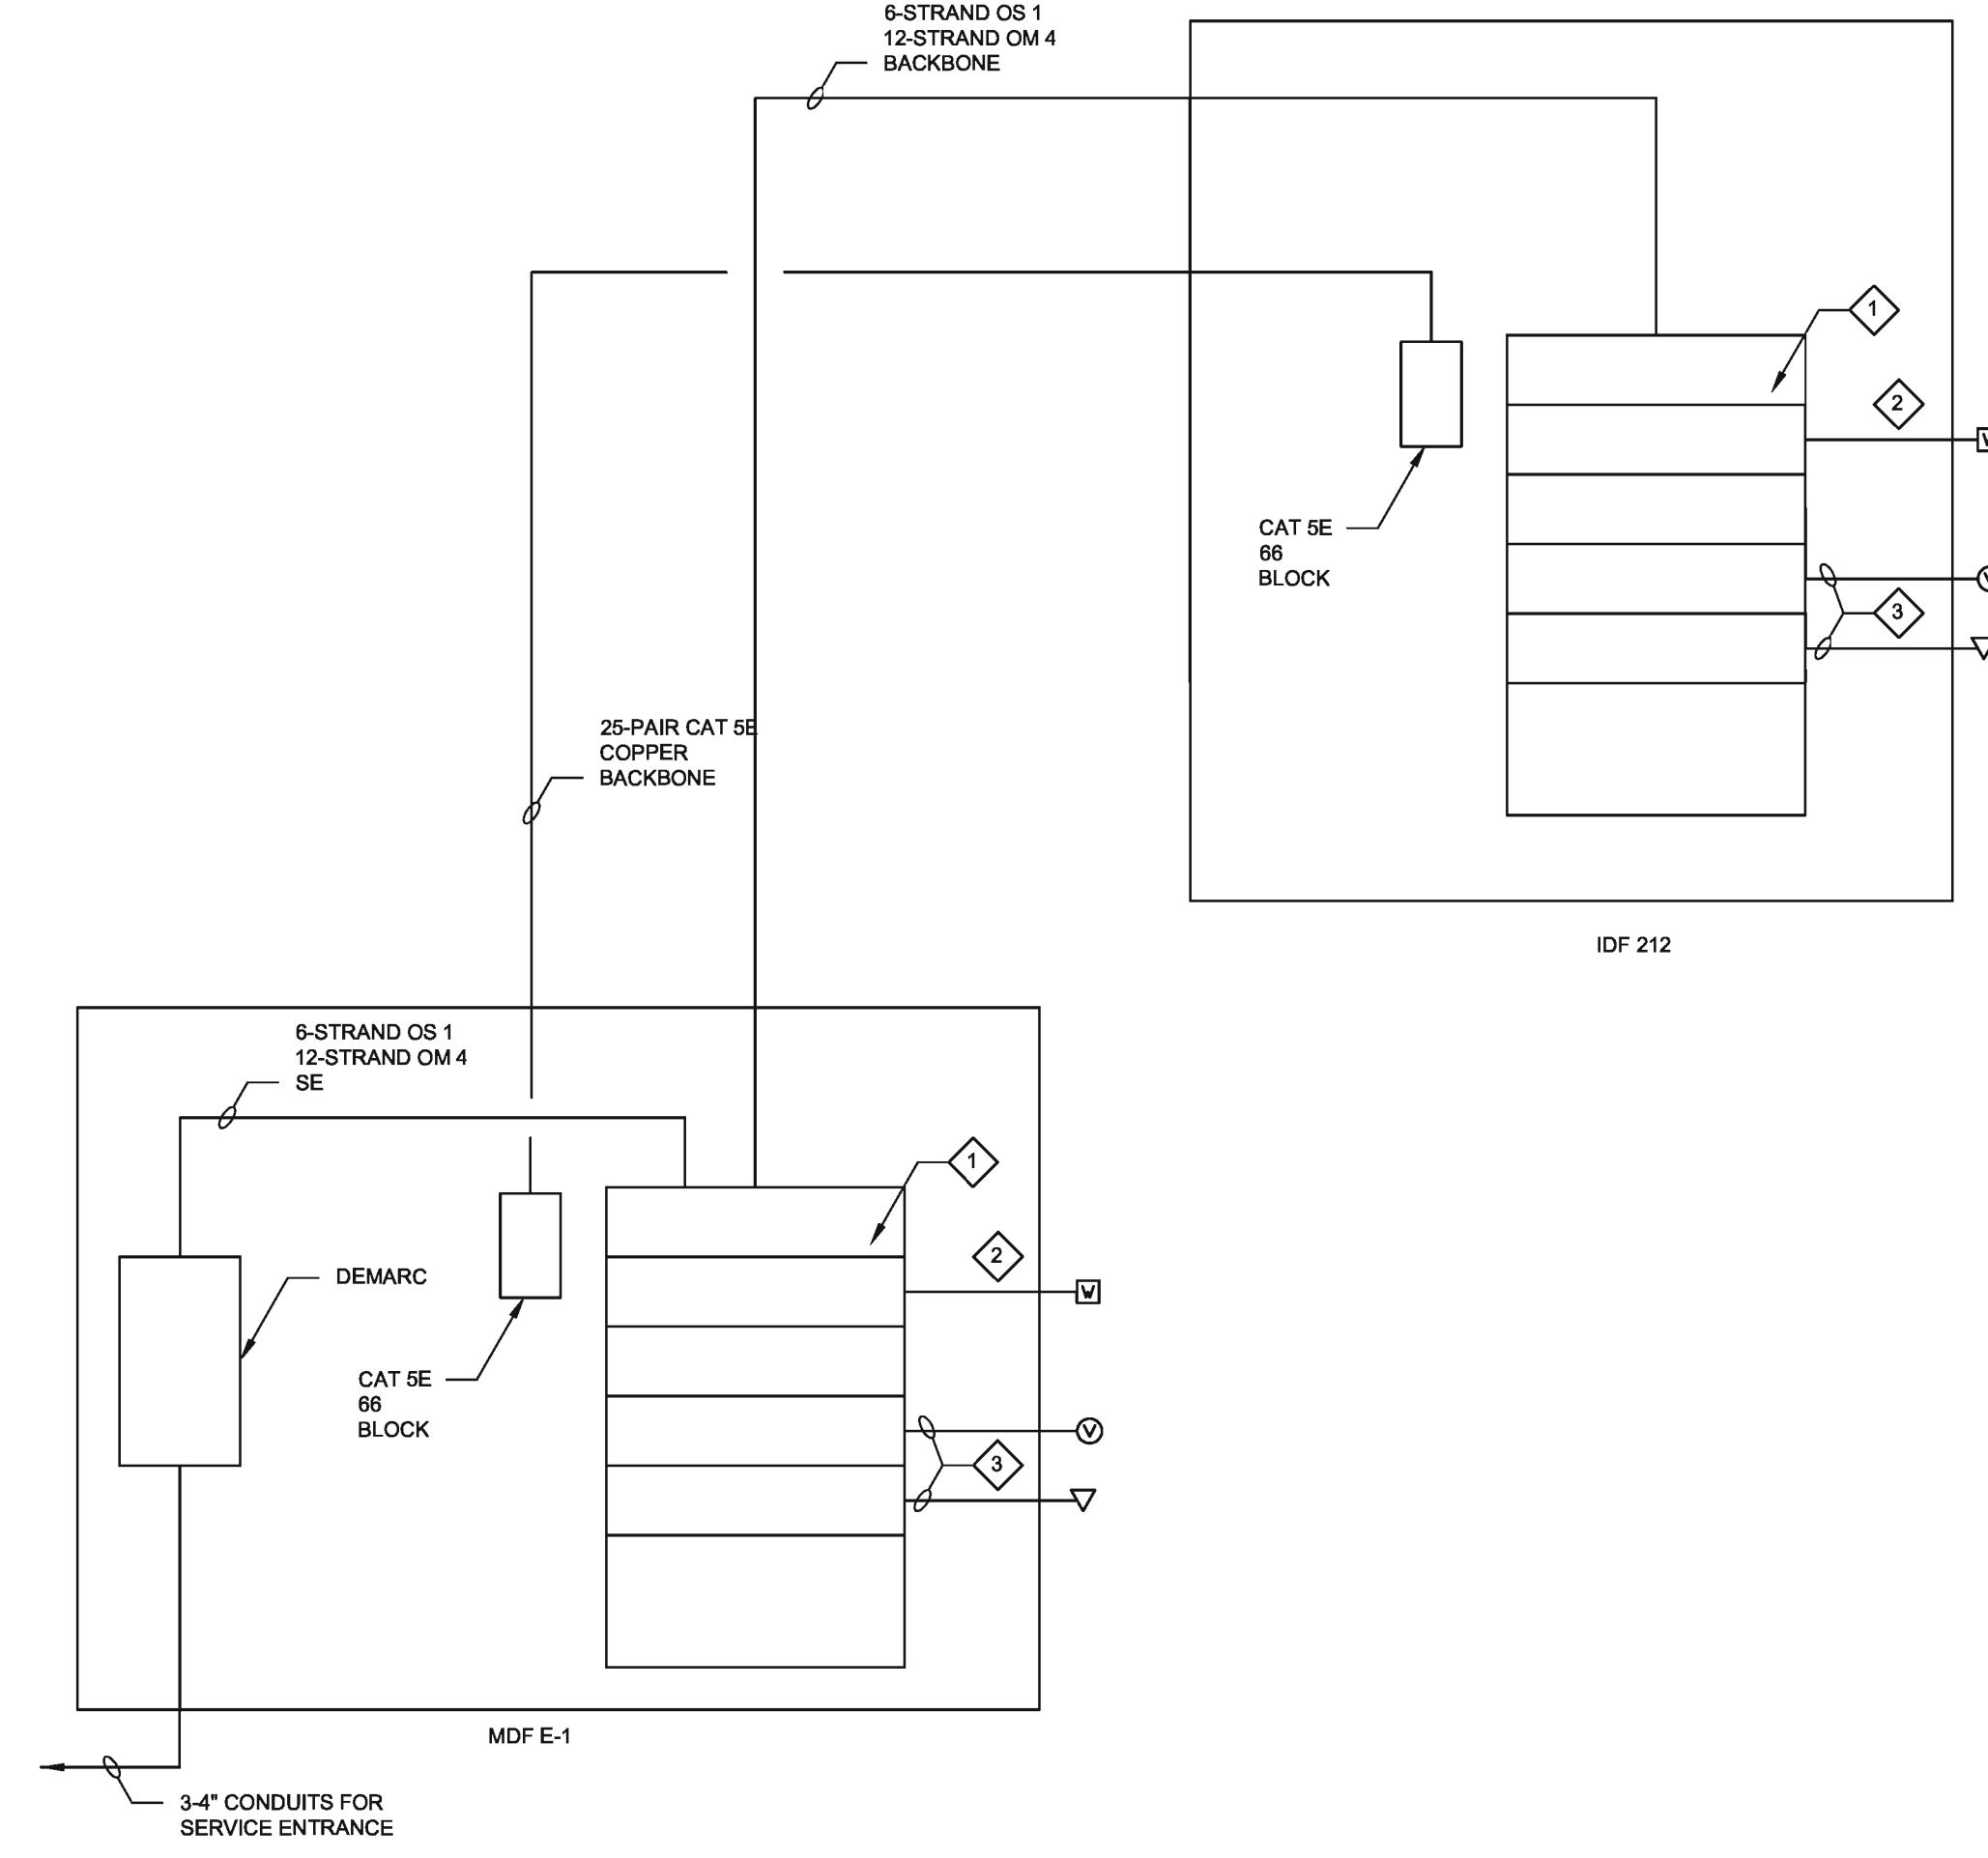 6-STRAND OS 1
12-STRAND OM 4
BACKBONE
1
2
CAT 5E
66
BLOCK
3
25-PAIR CAT 5E
COPPER
BACKBONE
IDF 212
6-STRAND OS 1
12-STRAND OM 4
SE
1
2
DEMARC
W
CAT 5E
66
BLOCK
V
3
MDF E-1
3-4" CONDUITS FOR
SERVICE ENTRANCE